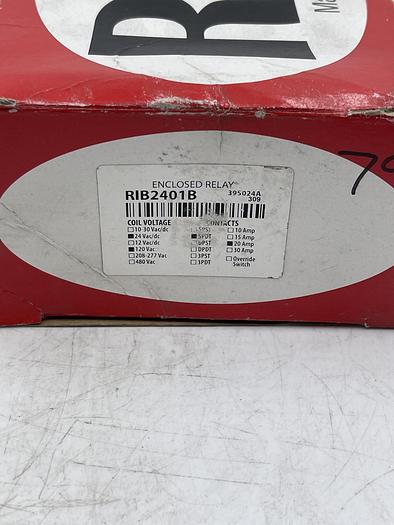 R
Ma
ENCLOSED RELAY
RIB2401B 395024A
309
COIL VOLTAGE CONTACTS
10-30 Vac/dc SPST 10 Amp
24 Vac/dc SPDT 15 Amp
12 Vac/dc DPST 20 Amp
120 Vac DPDT 30 Amp
208-277 Vac 3PST Override
480 Vac 3PDT Switch